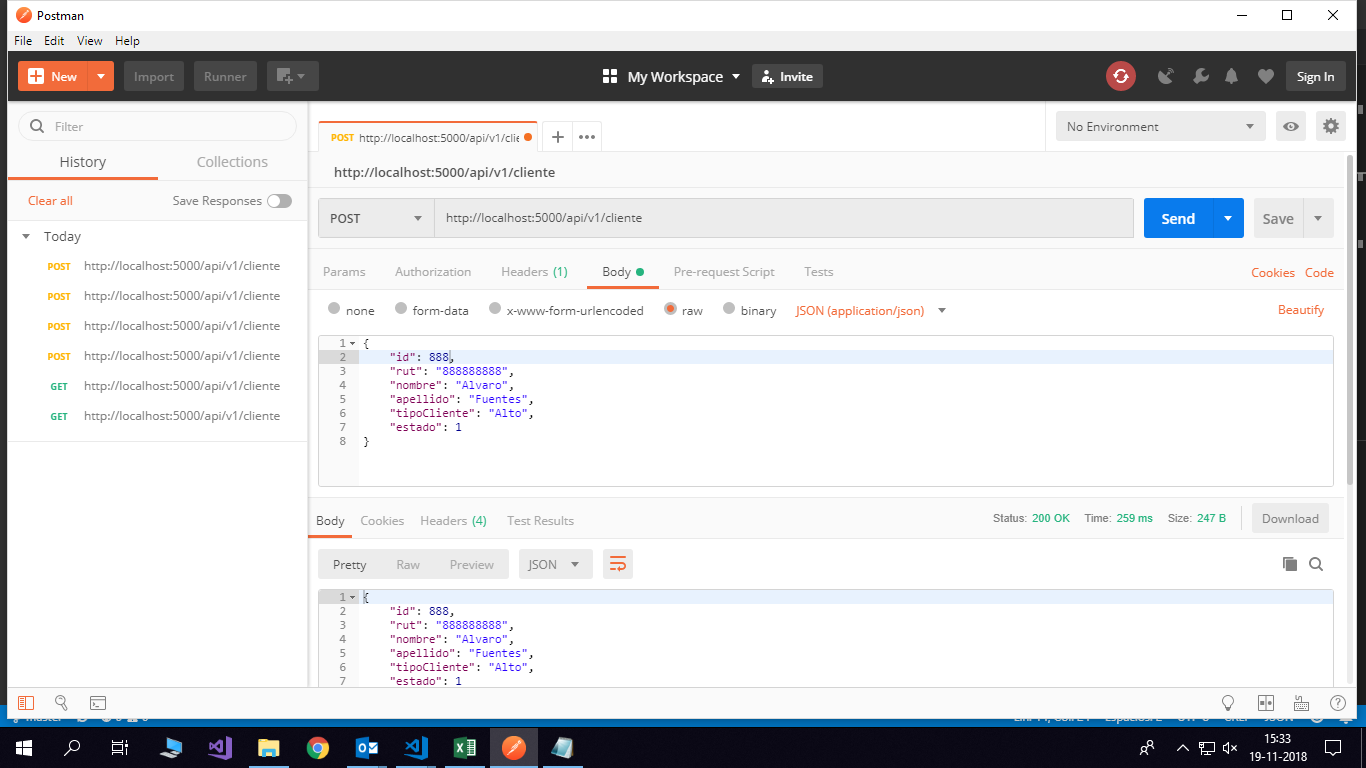 Postman
File Edit View Help
New Import Runner My Workspace Invite Sign In
Filter
History Collections
Clear all Save Responses
Today
POST http://localhost:5000/api/v1/cliente
POST http://localhost:5000/api/v1/cliente
POST http://localhost:5000/api/v1/cliente
POST http://localhost:5000/api/v1/cliente
GET http://localhost:5000/api/v1/cliente
GET http://localhost:5000/api/v1/cliente
POST http://localhost:5000/api/v1/clie No Environment
http://localhost:5000/api/v1/cliente
POST http://localhost:5000/api/v1/cliente Send Save
Params Authorization Headers (1) Body Pre-request Script Tests Cookies Code
none form-data x-www-form-urlencoded raw binary JSON (application/json) Beautify
1 {
2 "id": 888,
3 "rut": "888888888",
4 "nombre": "Alvaro",
5 "apellido": "Fuentes",
6 "tipoCliente": "Alto",
7 "estado": 1
8 }
Body Cookies Headers (4) Test Results Status: 200 OK Time: 259 ms Size: 247 B Download
Pretty Raw Preview JSON
1 {
2 "id": 888,
3 "rut": "888888888",
4 "nombre": "Alvaro",
5 "apellido": "Fuentes",
6 "tipoCliente": "Alto",
7 "estado": 1
15:33
19-11-2018